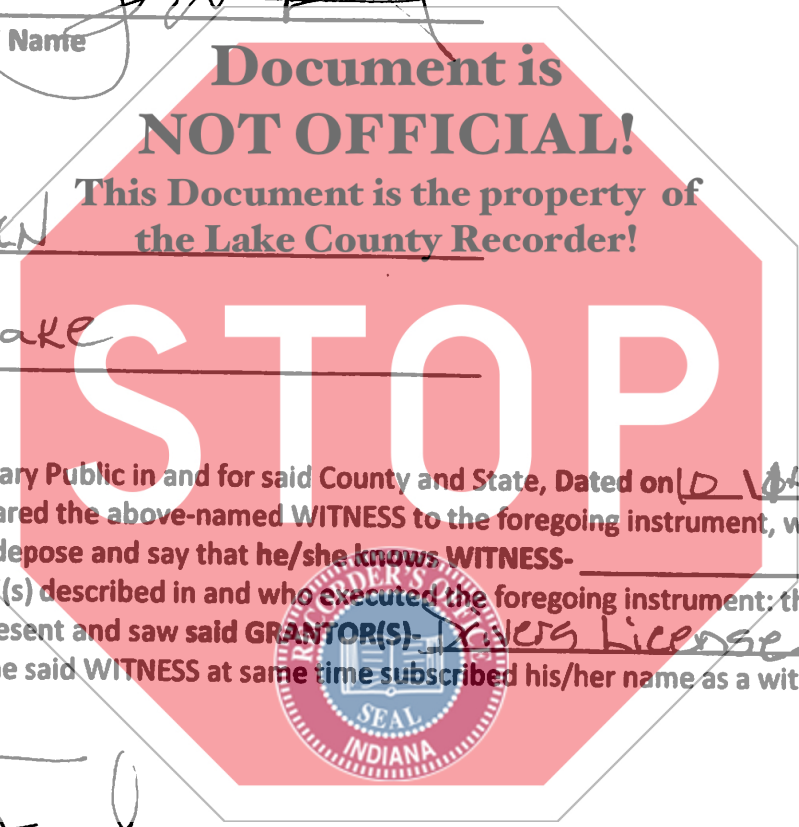 Name
Document is
NOT OFFICIAL!
This Document is the property of
the Lake County Recorder!
ake
STOP
ary Public in and for said County and State, Dated on
ared the above-named WITNESS to the foregoing instrument, w
depose and say that he/she knows WITNESS-
(s) described in and who executed the foregoing instrument: th
esent and saw said GRANTOR(S)- Drivers License
e said WITNESS at same time subscribed his/her name as a wit
RECORDER'S OFFICE
SEAL
INDIANA